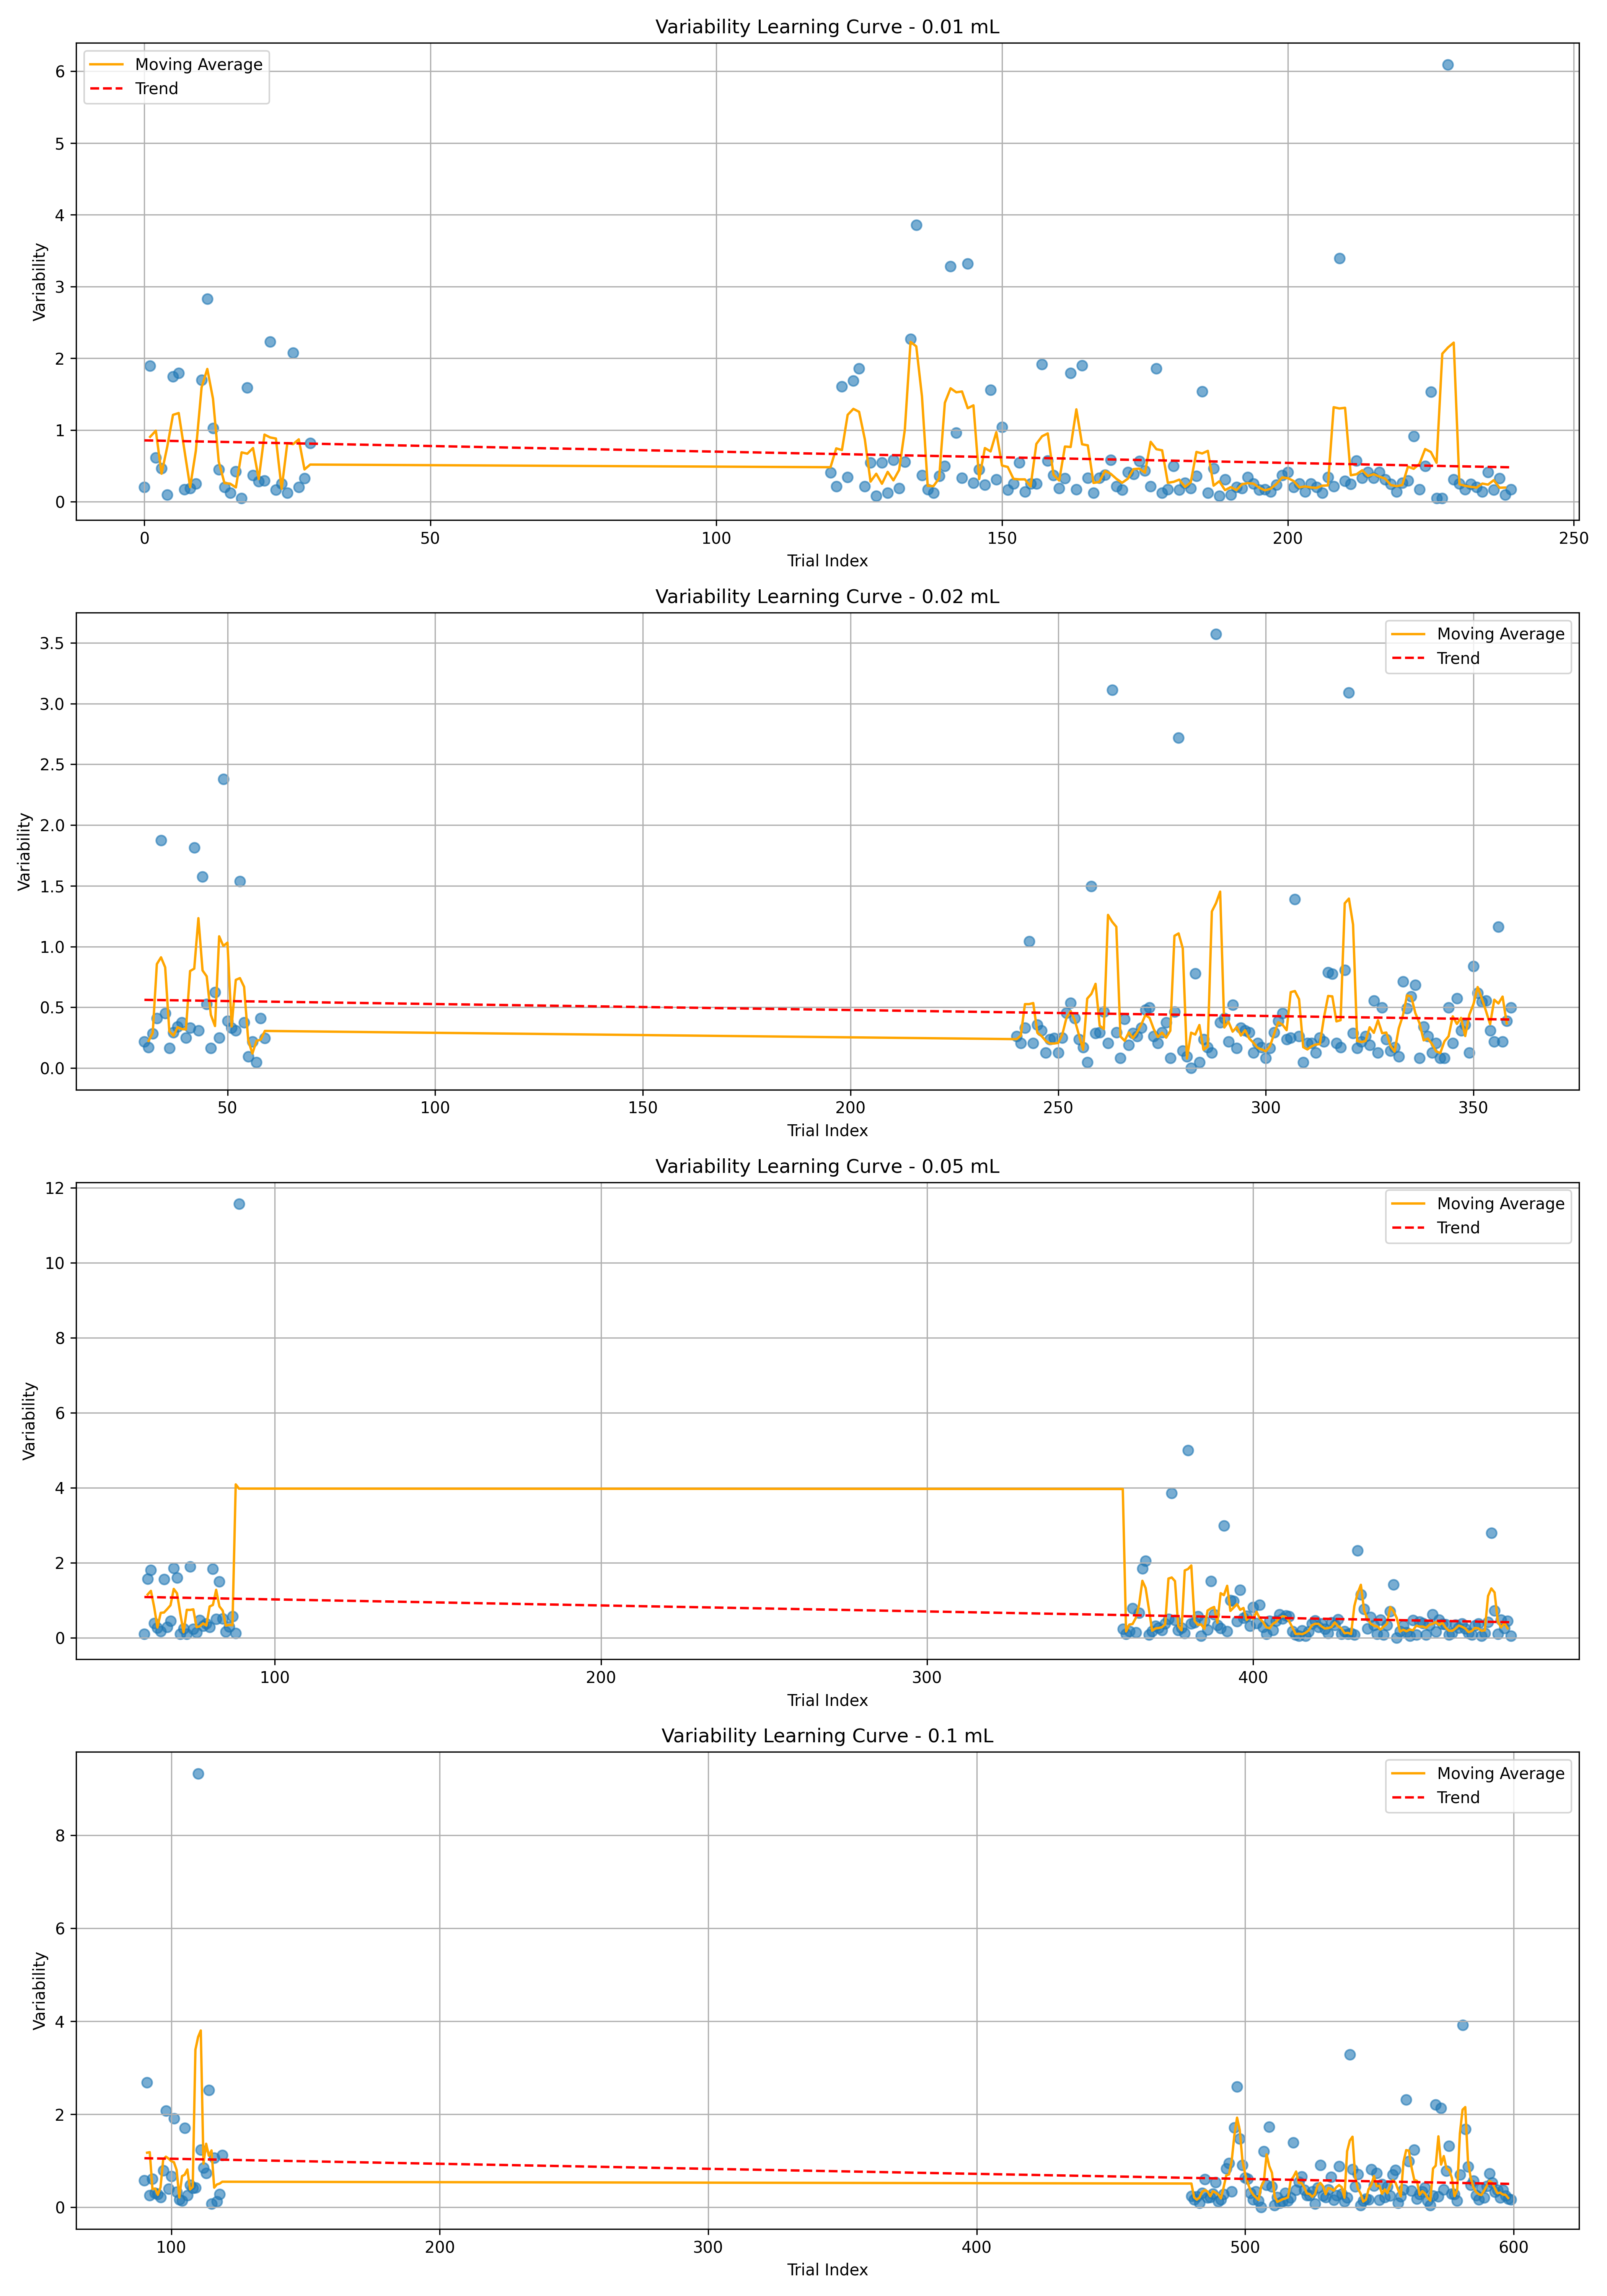 Variability Learning Curve - 0.01 mL
Moving Average
Trend
6
5
4
3
2
1
0
Variability
0 50 100 150 200 250
Trial Index
Variability Learning Curve - 0.02 mL
Moving Average
Trend
3.5
3.0
2.5
2.0
1.5
1.0
0.5
0.0
Variability
50 100 150 200 250 300 350
Trial Index
Variability Learning Curve - 0.05 mL
Moving Average
Trend
12
10
8
6
4
2
0
Variability
100 200 300 400
Trial Index
Variability Learning Curve - 0.1 mL
Moving Average
Trend
8
6
4
2
0
Variability
100 200 300 400 500 600
Trial Index